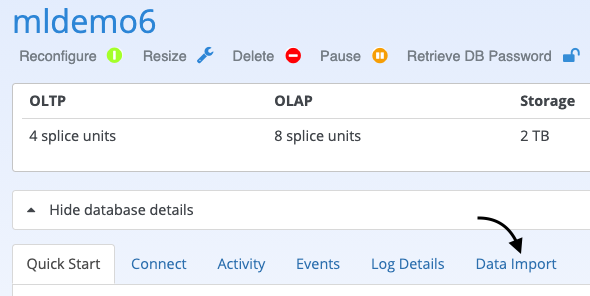 mldemo6
Reconfigure Resize Delete Pause Retrieve DB Password
OLTP OLAP Storage
4 splice units 8 splice units 2 TB
Hide database details
Quick Start Connect Activity Events Log Details Data Import